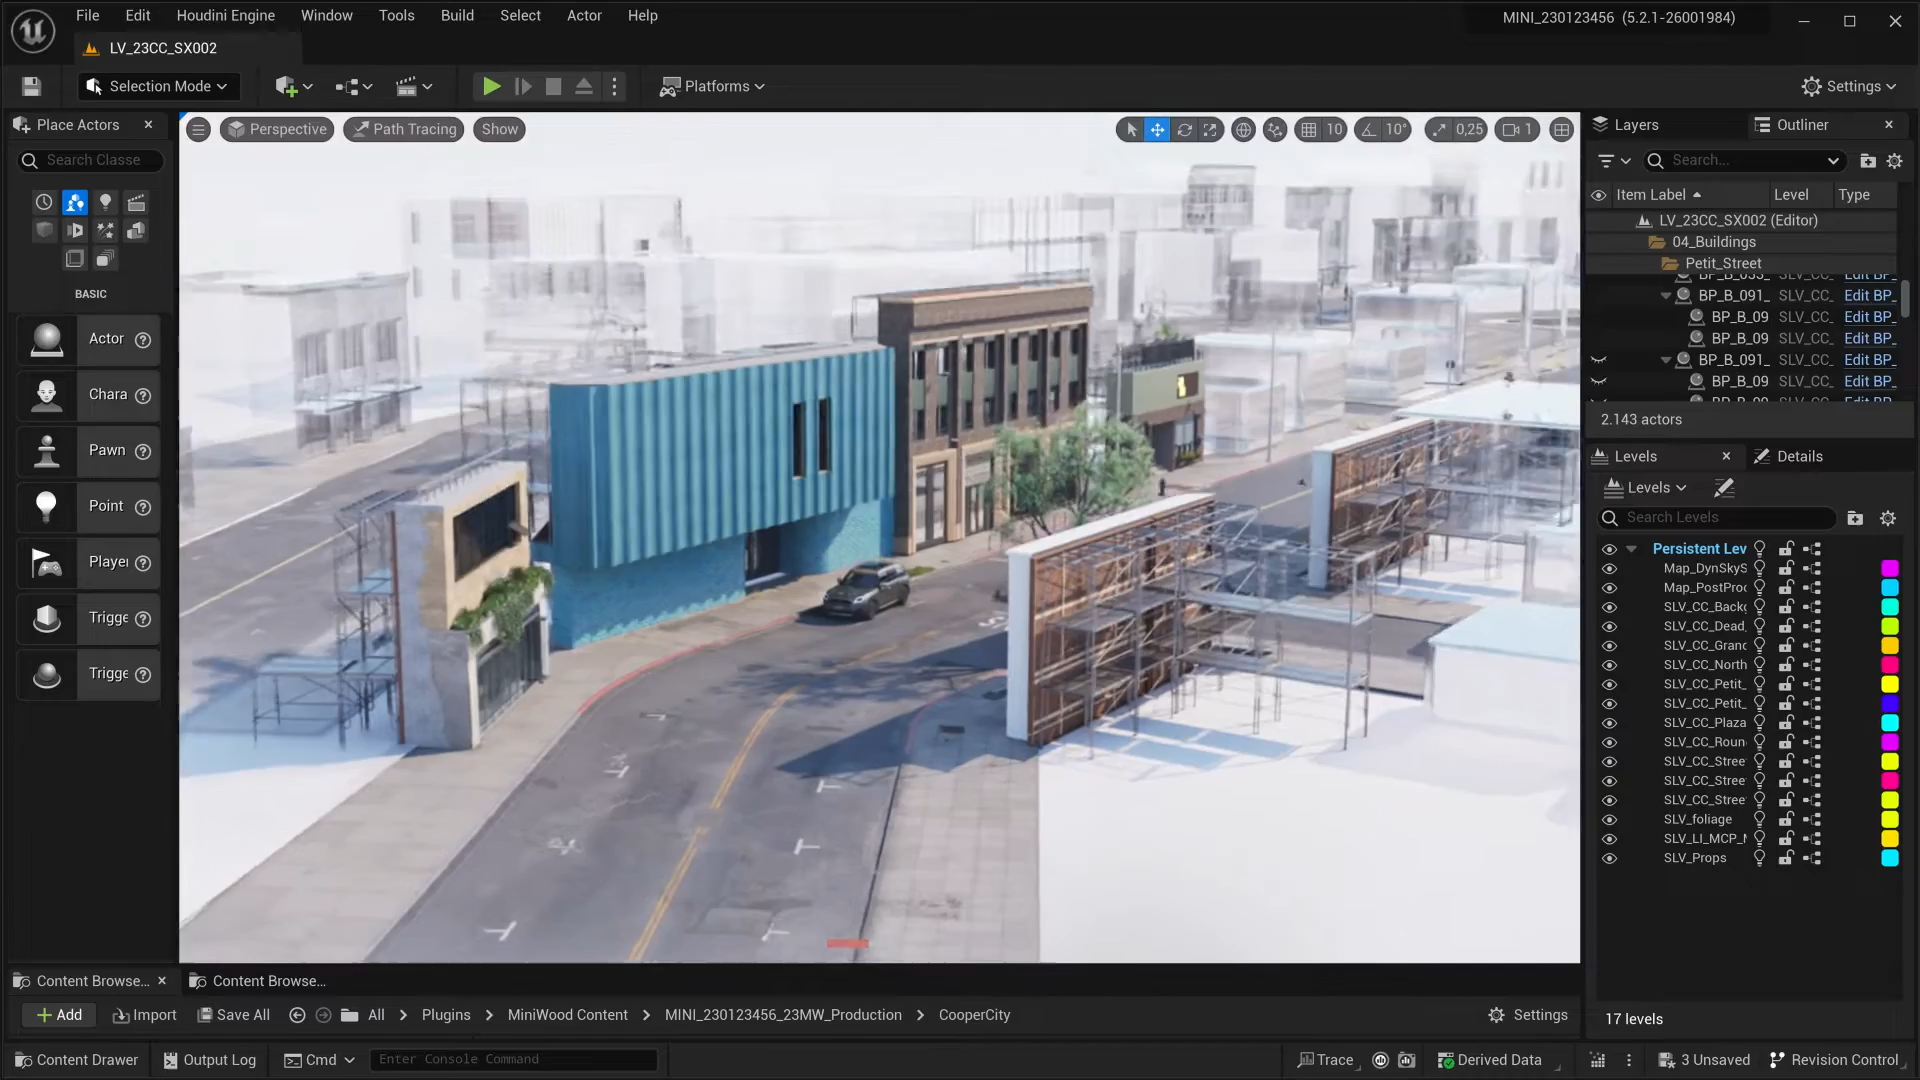 File Edit Houdini Engine Window Tools Build Select Actor Help
MINI_230123456 (5.2.1-26001984)
LV_23CC_SX002
Selection Mode
Platforms
Settings
Place Actors
Search Classe
BASIC
Actor
Chara
Pawn
Point
Player
Trigge
Trigge
Perspective Path Tracing Show
10 10° 0,25 1
Layers Outliner
Search...
Item Label Level Type
LV_23CC_SX002 (Editor)
04_Buildings
Petit_Street
BP_B_091_ SLV_CC_ Edit BP_
BP_B_09 SLV_CC_ Edit BP_
BP_B_09 SLV_CC_ Edit BP_
BP_B_091_ SLV_CC_ Edit BP_
BP_B_09 SLV_CC_ Edit BP_
2.143 actors
Levels Details
Levels
Search Levels
Persistent Lev
Map_DynSkyS
Map_PostProc
SLV_CC_Backg
SLV_CC_Dead_
SLV_CC_Granc
SLV_CC_North
SLV_CC_Petit_
SLV_CC_Petit_
SLV_CC_Plaza
SLV_CC_Roun
SLV_CC_Stree
SLV_CC_Stree
SLV_CC_Stree
SLV_foliage
SLV_LI_MCP_M
SLV_Props
17 levels
Content Browse... Content Browse...
Add Import Save All All > Plugins > MiniWood Content > MINI_230123456_23MW_Production > CooperCity Settings
Content Drawer Output Log Cmd Enter Console Command Trace Derived Data 3 Unsaved Revision Control